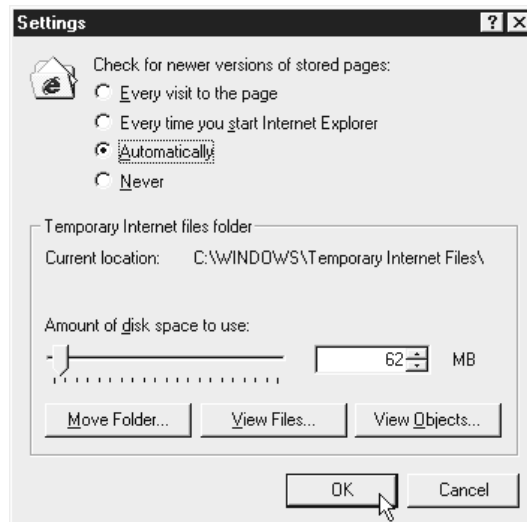 Settings
Check for newer versions of stored pages:
Every visit to the page
Every time you start Internet Explorer
Automatically
Never
Temporary Internet files folder
Current location: C:\WINDOWS\Temporary Internet Files\
Amount of disk space to use:
62 MB
Move Folder... View Files... View Objects...
OK Cancel